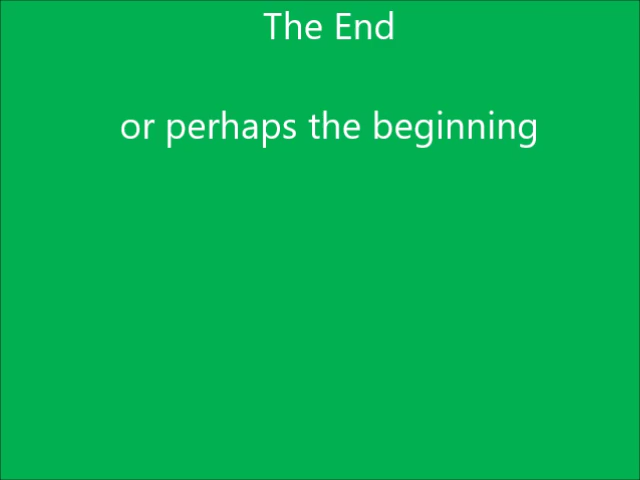 The End
or perhaps the beginning